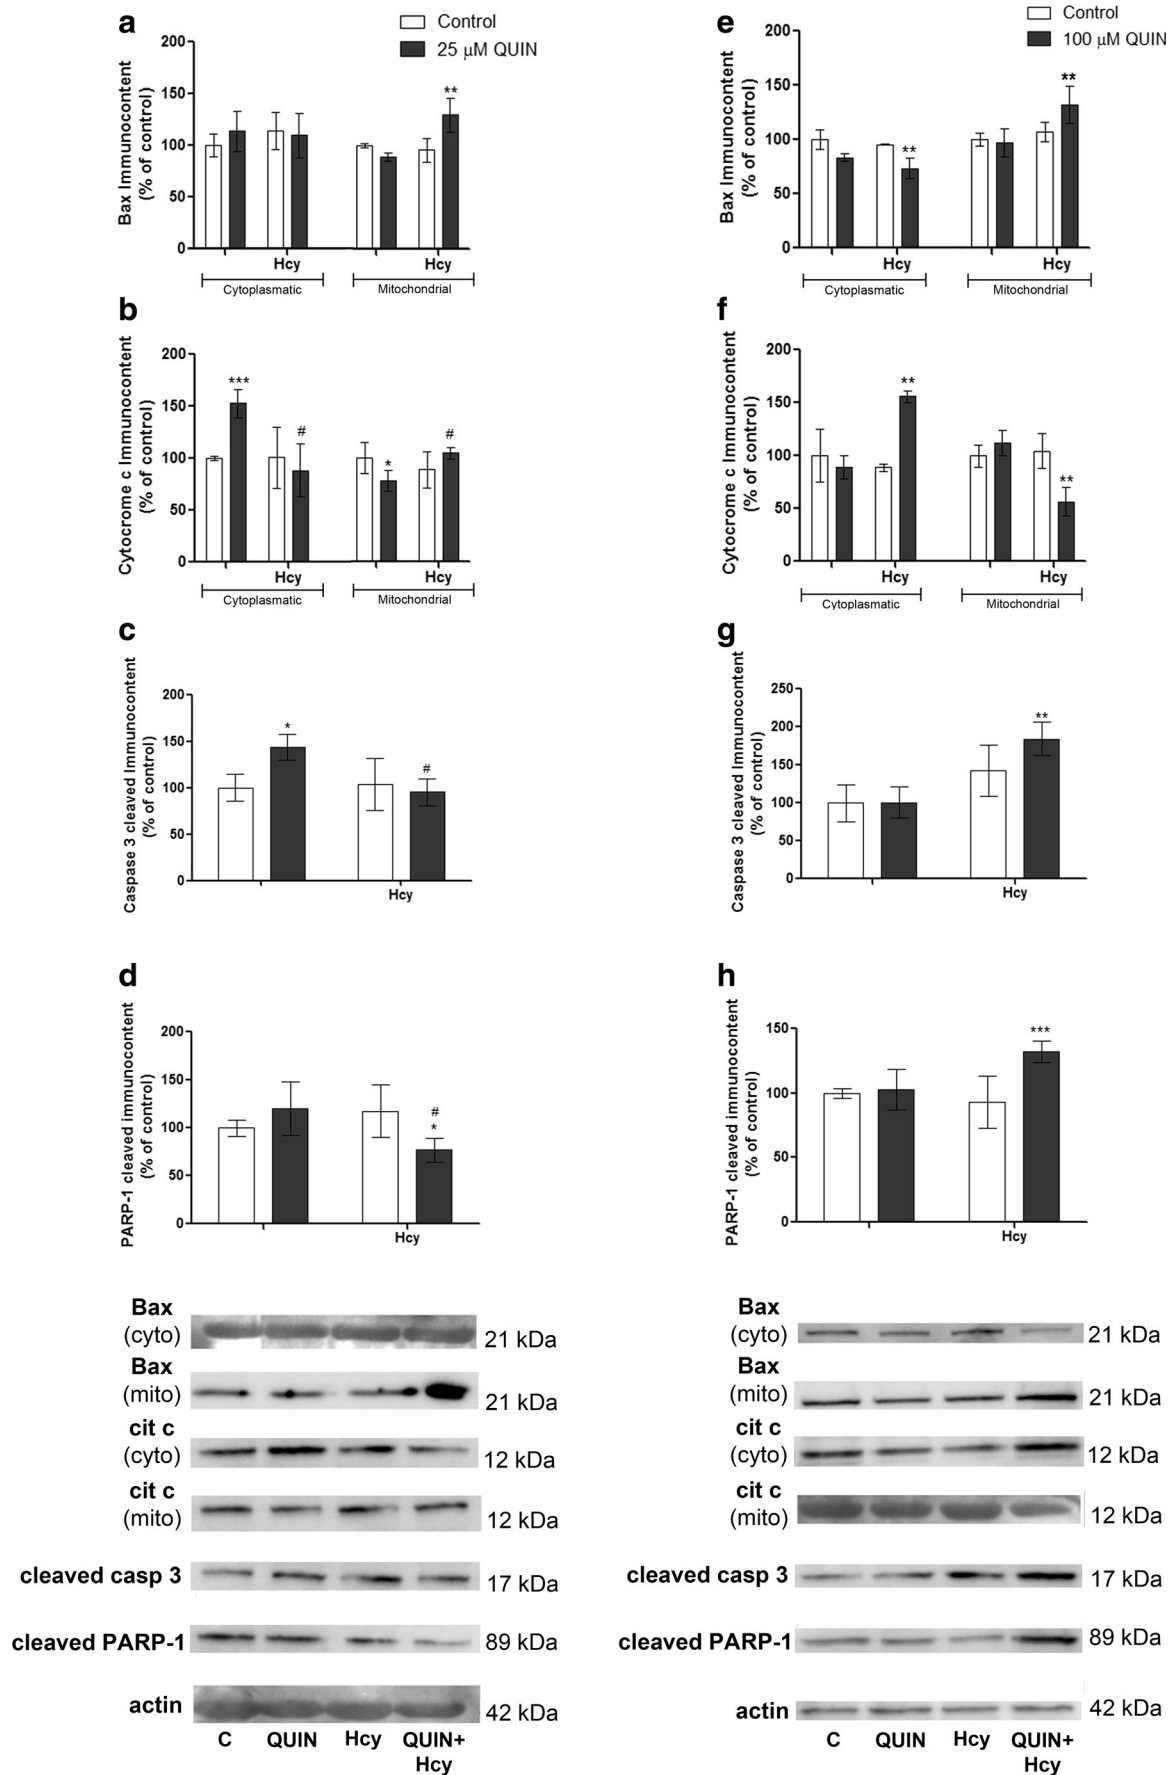 a
Control
25 µM QUIN
Bax Immunocontent
(% of control)
200
150
100
50
0
**
Hcy
Hcy
Cytoplasmatic
Mitochondrial
b
Cytocrome c Immunocontent
(% of control)
200
150
100
50
0
***
#
*
#
Hcy
Hcy
Cytoplasmatic
Mitochondrial
c
Caspase 3 cleaved Immunocontent
(% of control)
200
150
100
50
0
*
#
Hcy
d
PARP-1 cleaved immunocontent
(% of control)
200
150
100
50
0
#
*
Hcy
Bax
(cyto)
21 kDa
Bax
(mito)
21 kDa
cit c
(cyto)
12 kDa
cit c
(mito)
12 kDa
cleaved casp 3
17 kDa
cleaved PARP-1
89 kDa
actin
42 kDa
C QUIN Hcy QUIN+
Hcy
e
Control
100 µM QUIN
Bax Immunocontent
(% of control)
200
150
100
50
0
**
**
Hcy
Hcy
Cytoplasmatic
Mitochondrial
f
Cytocrome c Immunocontent
(% of control)
200
150
100
50
0
**
**
Hcy
Hcy
Cytoplasmatic
Mitochondrial
g
Caspase 3 cleaved Immunocontent
(% of control)
250
200
150
100
50
0
**
Hcy
h
PARP-1 cleaved immunocontent
(% of control)
150
100
50
0
***
Hcy
Bax
(cyto)
21 kDa
Bax
(mito)
21 kDa
cit c
(cyto)
12 kDa
cit c
(mito)
12 kDa
cleaved casp 3
17 kDa
cleaved PARP-1
89 kDa
actin
42 kDa
C QUIN Hcy QUIN+
Hcy